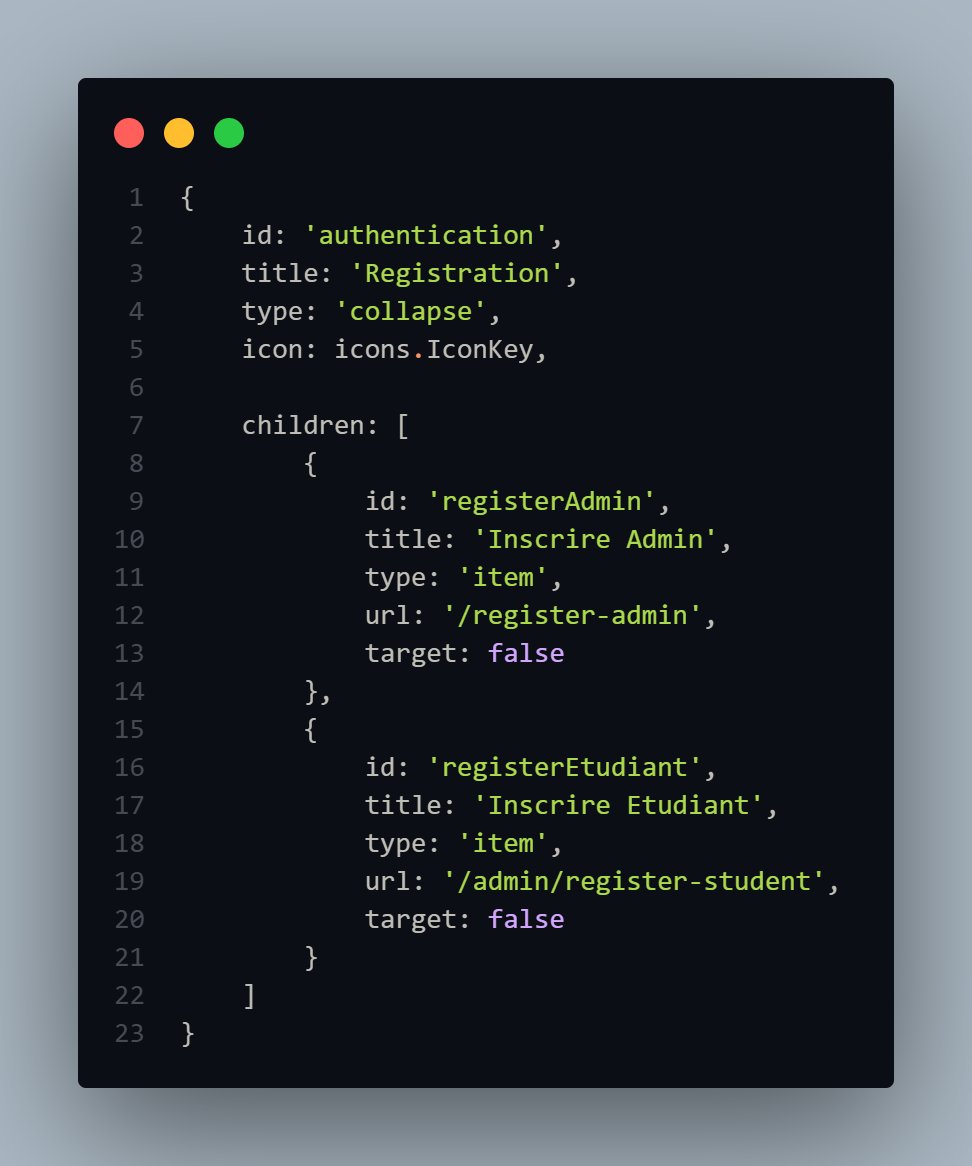 1 {
2     id: 'authentication',
3     title: 'Registration',
4     type: 'collapse',
5     icon: icons.IconKey,
6
7     children: [
8         {
9             id: 'registerAdmin',
10             title: 'Inscrire Admin',
11             type: 'item',
12             url: '/register-admin',
13             target: false
14         },
15         {
16             id: 'registerEtudiant',
17             title: 'Inscrire Etudiant',
18             type: 'item',
19             url: '/admin/register-student',
20             target: false
21         }
22     ]
23 }